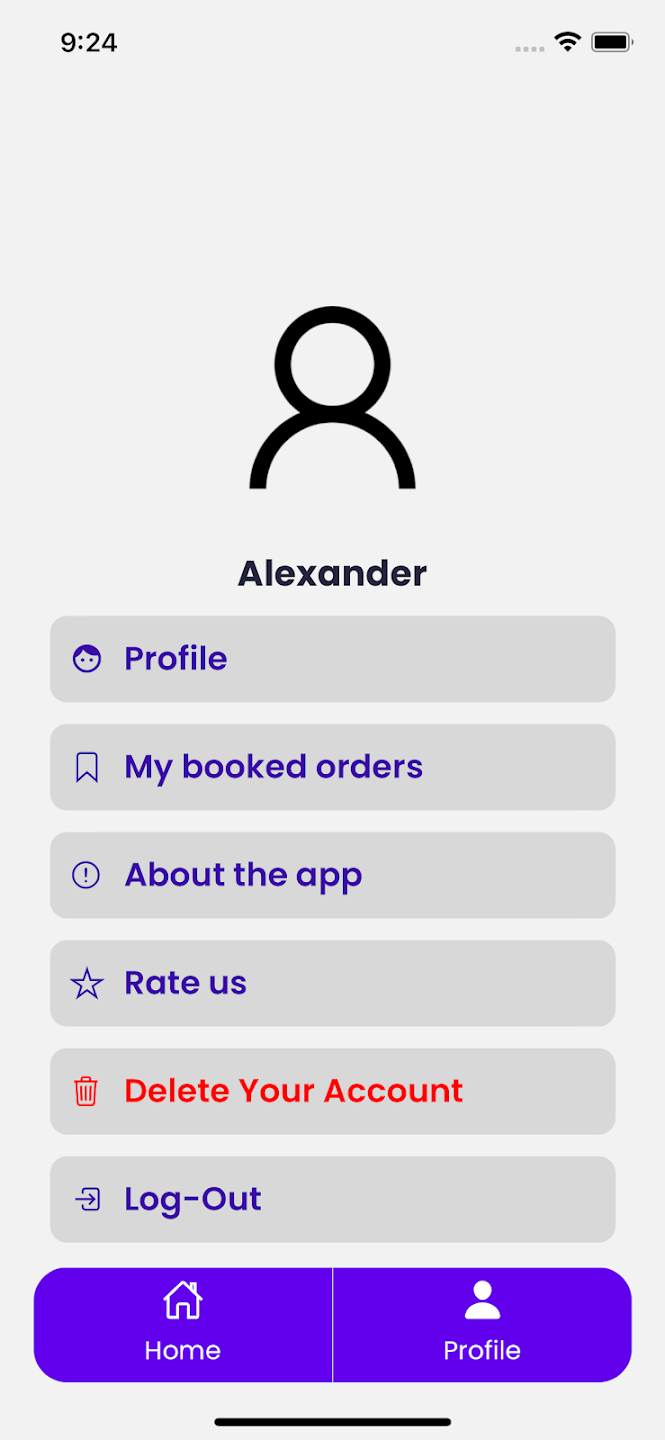 9:24
Alexander
Profile
My booked orders
About the app
Rate us
Delete Your Account
Log-Out
Home
Profile